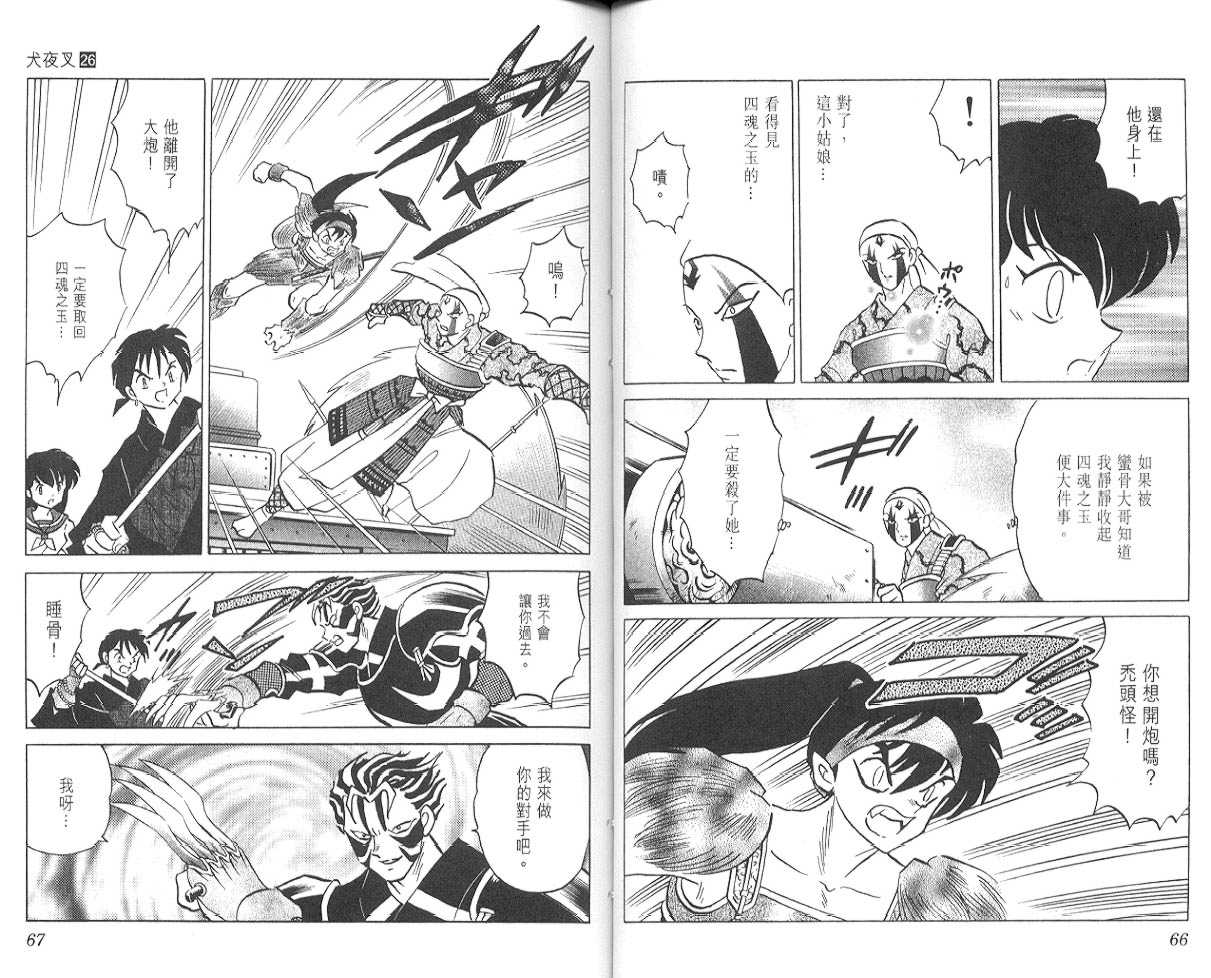 還在
他身上！
！
ポウ
對了，
這小姑娘…
看得見
四魂之玉的…
嘖。
如果被
蠻骨大哥知道
我靜靜收起
四魂之玉
便大件事。
一定要殺了她…
你想開炮嗎？
禿頭怪！
66
犬夜叉26
嗚！
他離開了
大炮！
一定要取回
四魂之玉…
我不會
讓你過去。
睡骨！
我來做
你的對手吧。
我呀…
67